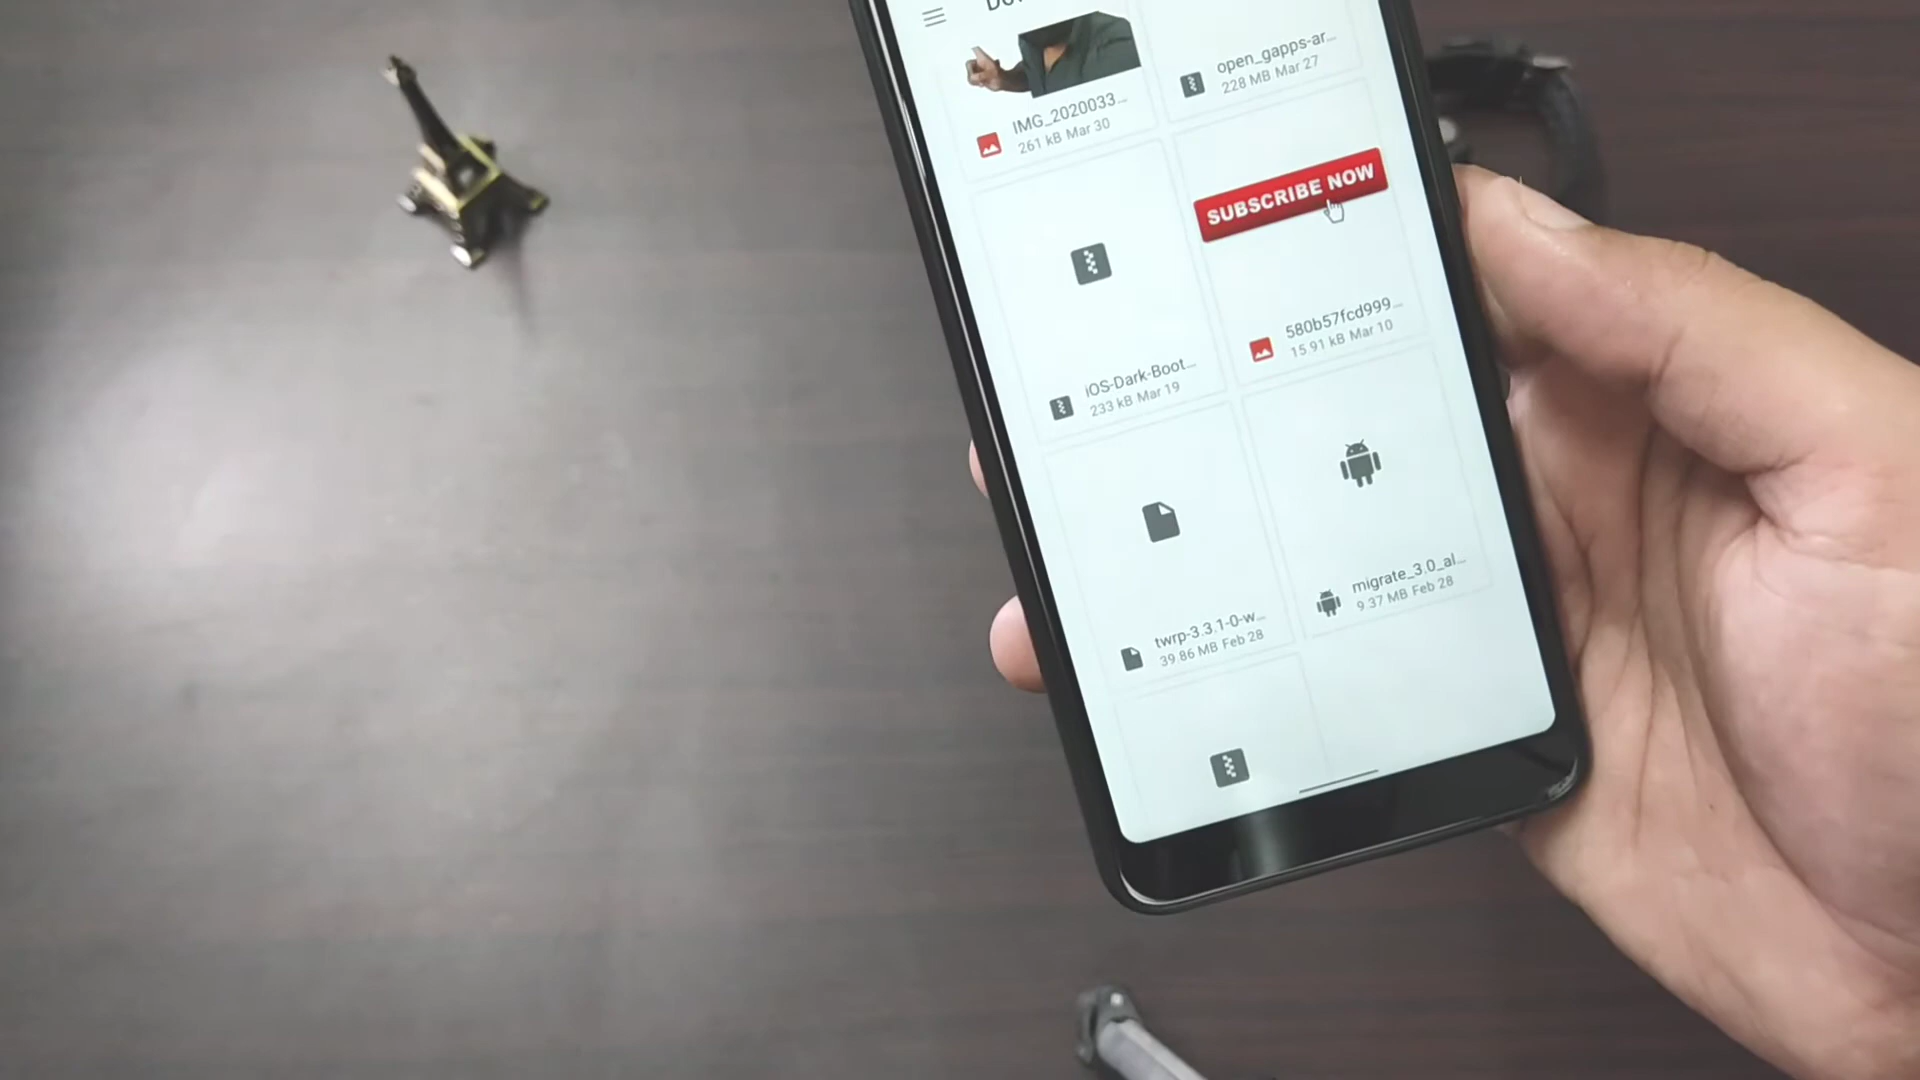 IMG_2020033...
261 kB Mar 30
open_gapps-ar...
228 MB Mar 27
iOS-Dark-Boot...
233 kB Mar 19
SUBSCRIBE NOW
580b57fcd999...
15.91 kB Mar 10
twrp-3.3.1-0-w...
39.86 MB Feb 28
migrate_3.0_al...
9.37 MB Feb 28